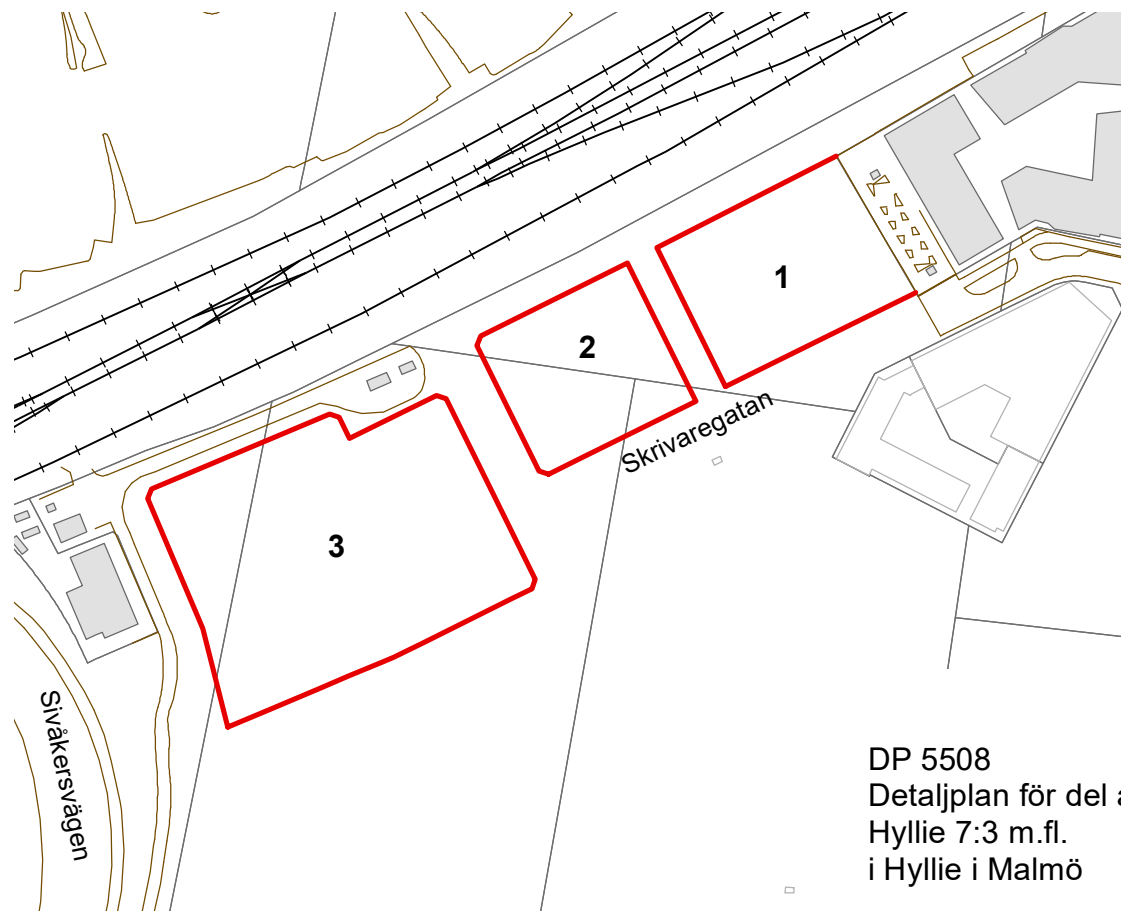 1
2
Skrivaregatan
3
Sivåkersvägen
DP 5508
Detaljplan för del
Hyllie 7:3 m.fl.
i Hyllie i Malmö